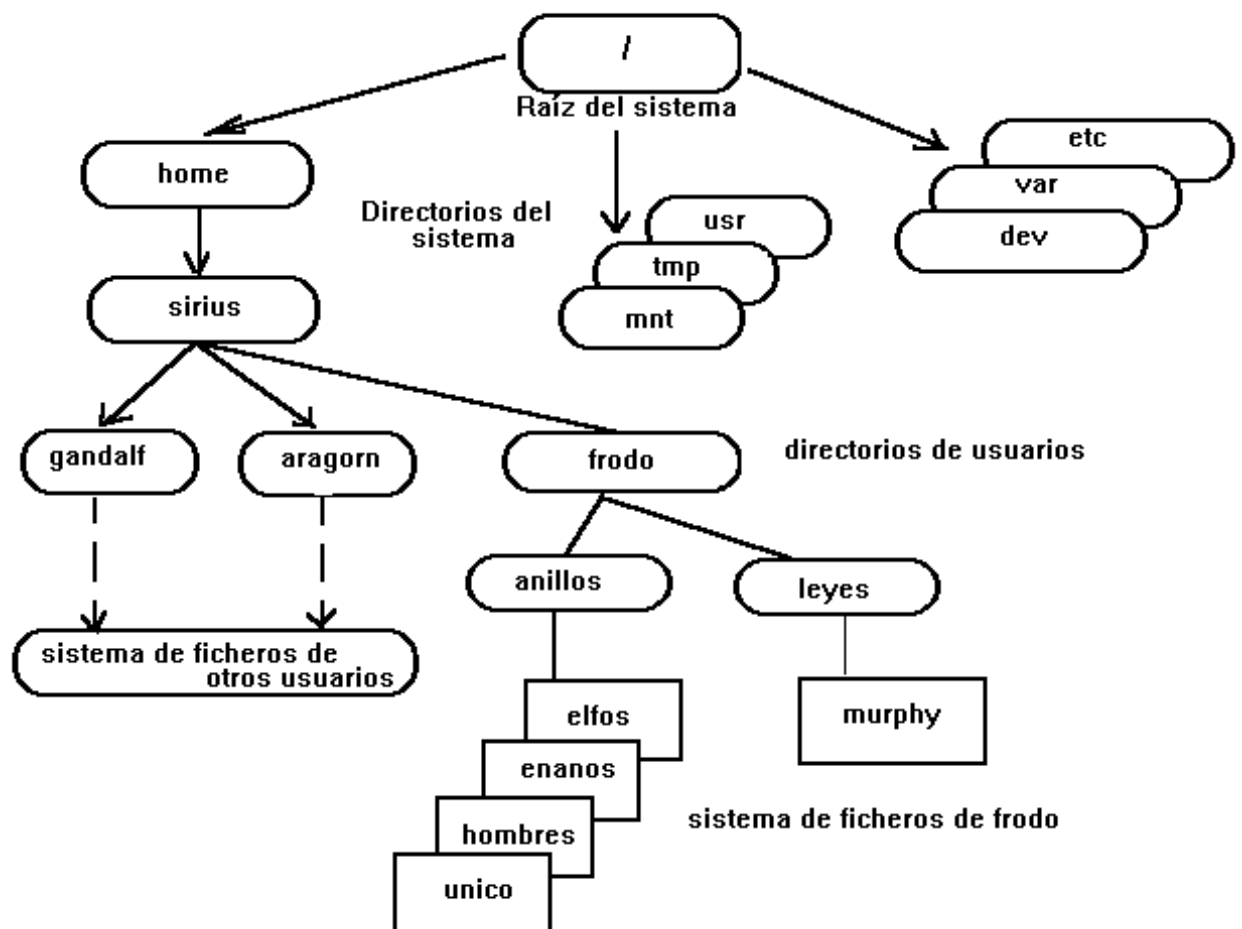 /
Raíz del sistema
home
etc
var
dev
Directorios del
sistema
usr
tmp
mnt
sirius
gandalf
aragorn
frodo
directorios de usuarios
anillos
leyes
sistema de ficheros de
otros usuarios
elfos
enanos
hombres
unico
murphy
sistema de ficheros de frodo